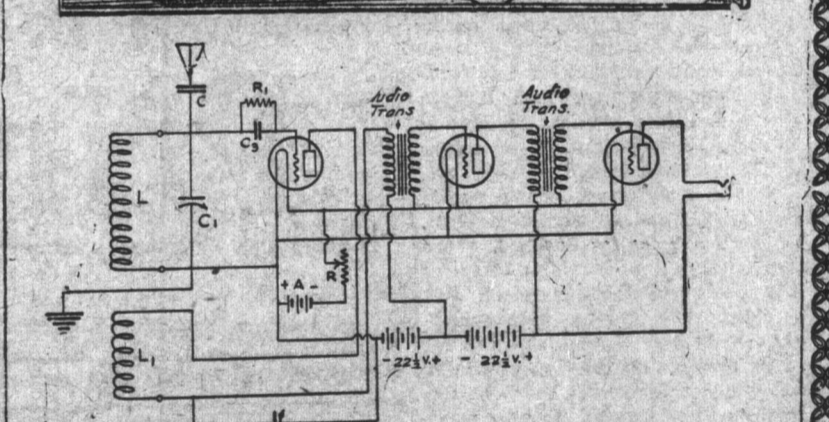 C
R₁
C₃
Audio
Trans
Audio
Trans.
L
C₁
R
+ A -
L₁
- 22½ v. +
- 22½ v. +